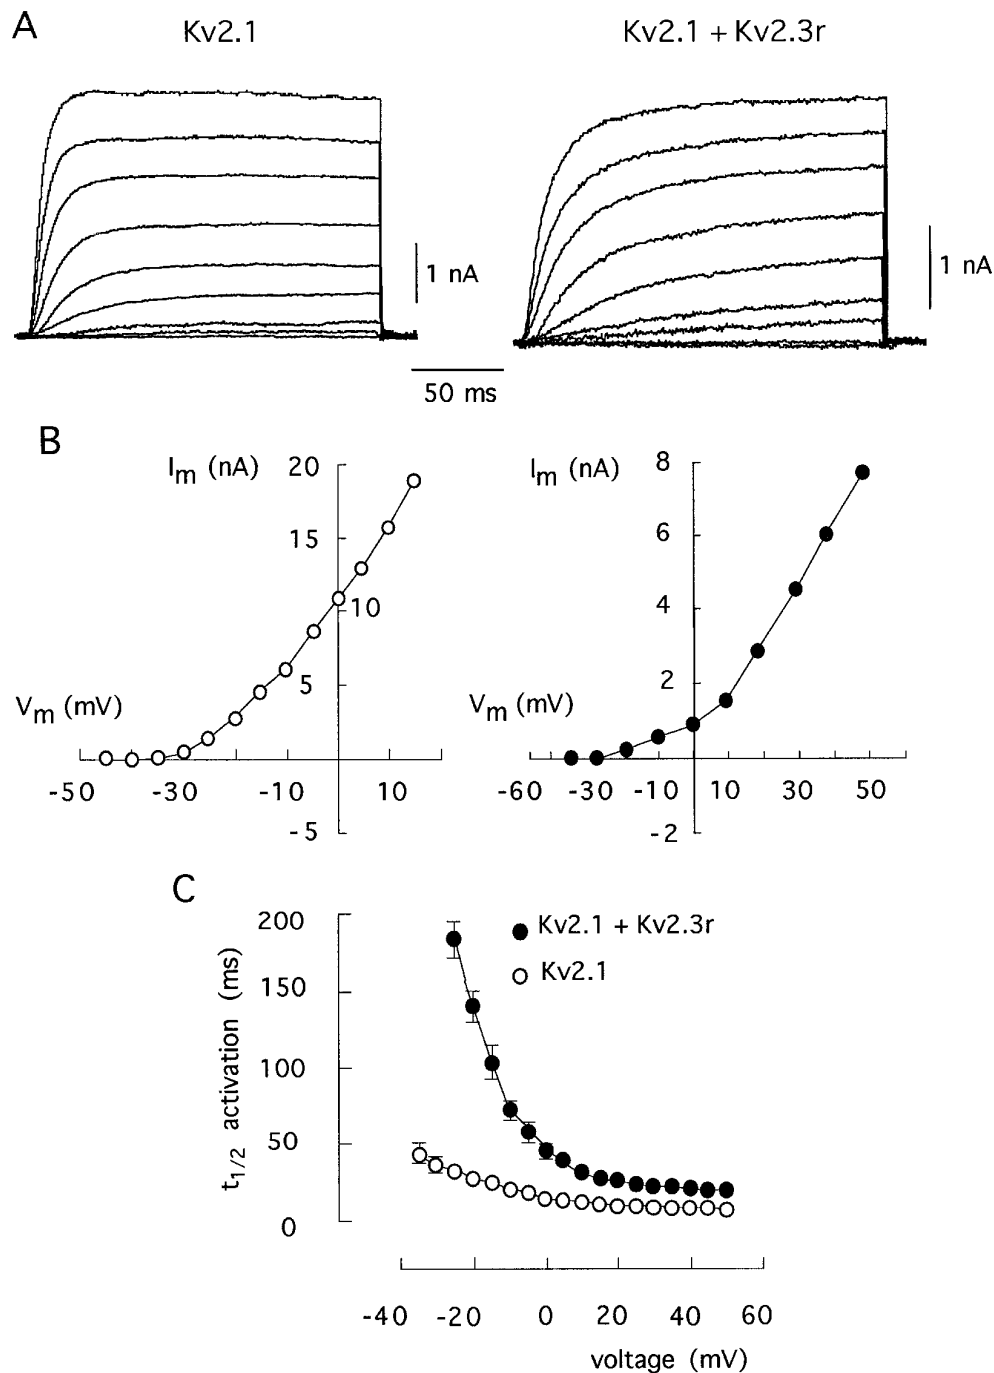 A
Kv2.1
Kv2.1 + Kv2.3r
1 nA
1 nA
50 ms
B
Im (nA)
20
15
10
5
-5
Vm (mV)
-50 -30 -10 10
Im (nA)
8
6
4
2
-2
Vm (mV)
-60 -30 -10 10 30 50
C
Kv2.1 + Kv2.3r
Kv2.1
t1/2 activation (ms)
200
150
100
50
0
-40 -20 0 20 40 60
voltage (mV)